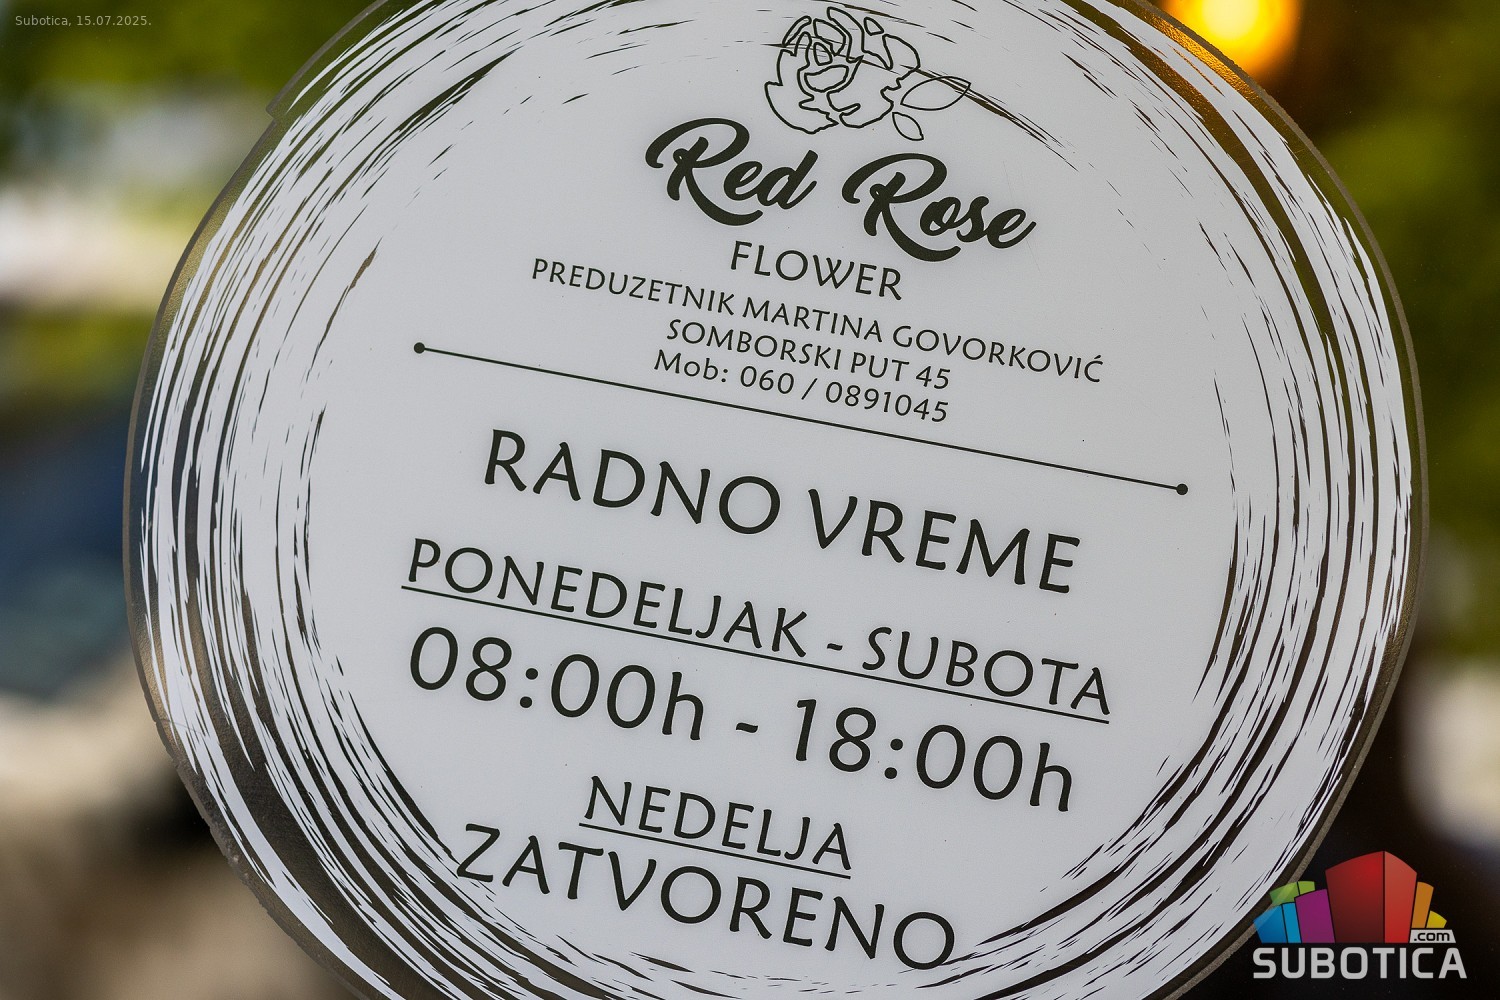 Subotica, 15.07.2025.
Red Rose
FLOWER
PREDUZETNIK MARTINA GOVORKOVIĆ
SOMBORSKI PUT 45
Mob: 060 / 0891045
RADNO VREME
PONEDELJAK - SUBOTA
08:00h - 18:00h
NEDELJA
ZATVORENO
.com
SUBOTICA